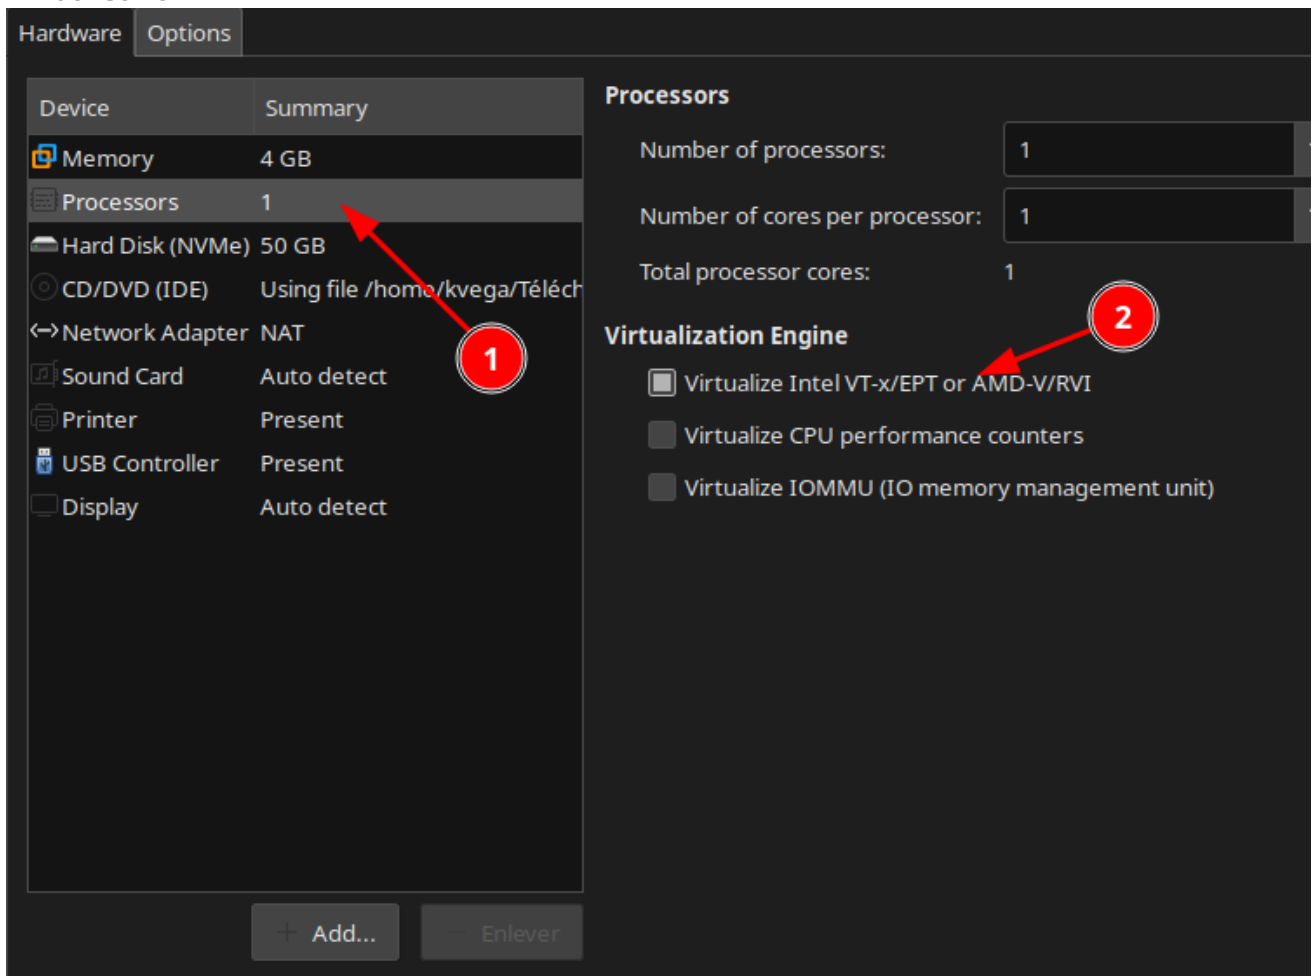 Hardware Options
Device Summary
Memory 4 GB
Processors 1
Hard Disk (NVMe) 50 GB
CD/DVD (IDE) Using file /home/kvega/Téléch
Network Adapter NAT
Sound Card Auto detect
Printer Present
USB Controller Present
Display Auto detect
1
Add...
Enlever
Processors
Number of processors: 1
Number of cores per processor: 1
Total processor cores: 1
2
Virtualization Engine
Virtualize Intel VT-x/EPT or AMD-V/RVI
Virtualize CPU performance counters
Virtualize IOMMU (IO memory management unit)